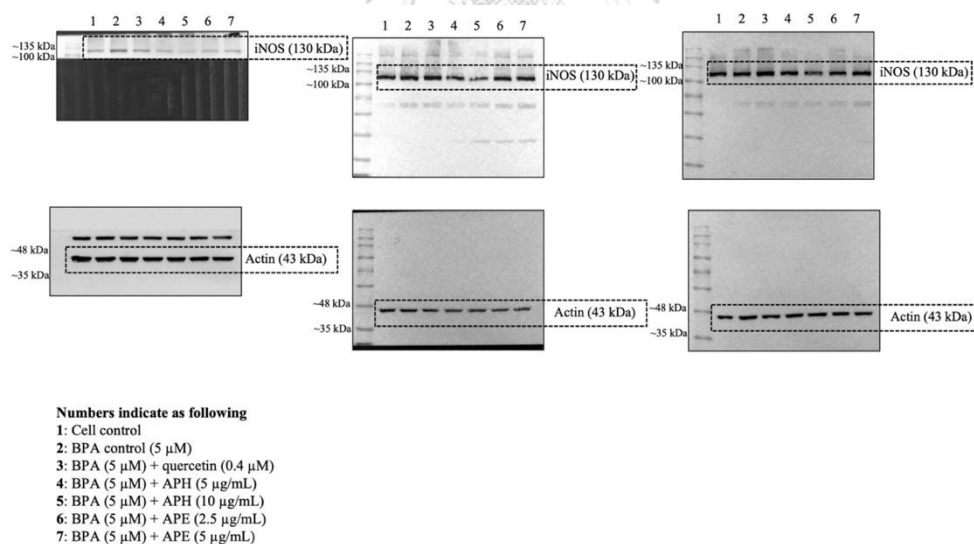 1 2 3 4 5 6 7
~135 kDa
~100 kDa
iNOS (130 kDa)
1 2 3 4 5 6 7
~135 kDa
~100 kDa
iNOS (130 kDa)
1 2 3 4 5 6 7
~135 kDa
~100 kDa
iNOS (130 kDa)
~48 kDa
~35 kDa
Actin (43 kDa)
~48 kDa
~35 kDa
Actin (43 kDa)
~48 kDa
~35 kDa
Actin (43 kDa)
Numbers indicate as following
1: Cell control
2: BPA control (5 µM)
3: BPA (5 µM) + quercetin (0.4 µM)
4: BPA (5 µM) + APH (5 µg/mL)
5: BPA (5 µM) + APH (10 µg/mL)
6: BPA (5 µM) + APE (2.5 µg/mL)
7: BPA (5 µM) + APE (5 µg/mL)